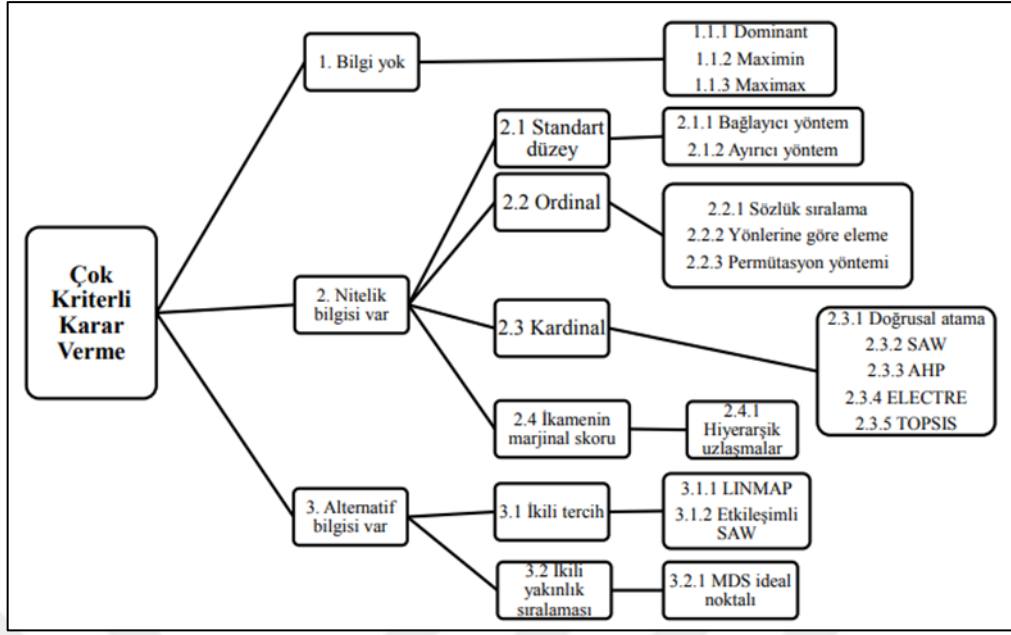 Çok
Kriterli
Karar
Verme
1. Bilgi yok
1.1.1 Dominant
1.1.2 Maximin
1.1.3 Maximax
2. Nitelik
bilgisi var
2.1 Standart
düzey
2.1.1 Bağlayıcı yöntem
2.1.2 Ayırıcı yöntem
2.2 Ordinal
2.2.1 Sözlük sıralama
2.2.2 Yönlerine göre eleme
2.2.3 Permütasyon yöntemi
2.3 Kardinal
2.3.1 Doğrusal atama
2.3.2 SAW
2.3.3 AHP
2.3.4 ELECTRE
2.3.5 TOPSIS
2.4 İkamenin
marjinal skoru
2.4.1
Hiyerarşik
uzlaşmalar
3. Alternatif
bilgisi var
3.1 İkili tercih
3.1.1 LINMAP
3.1.2 Etkileşimli
SAW
3.2 İkili
yakınlık
sıralaması
3.2.1 MDS ideal
noktalı